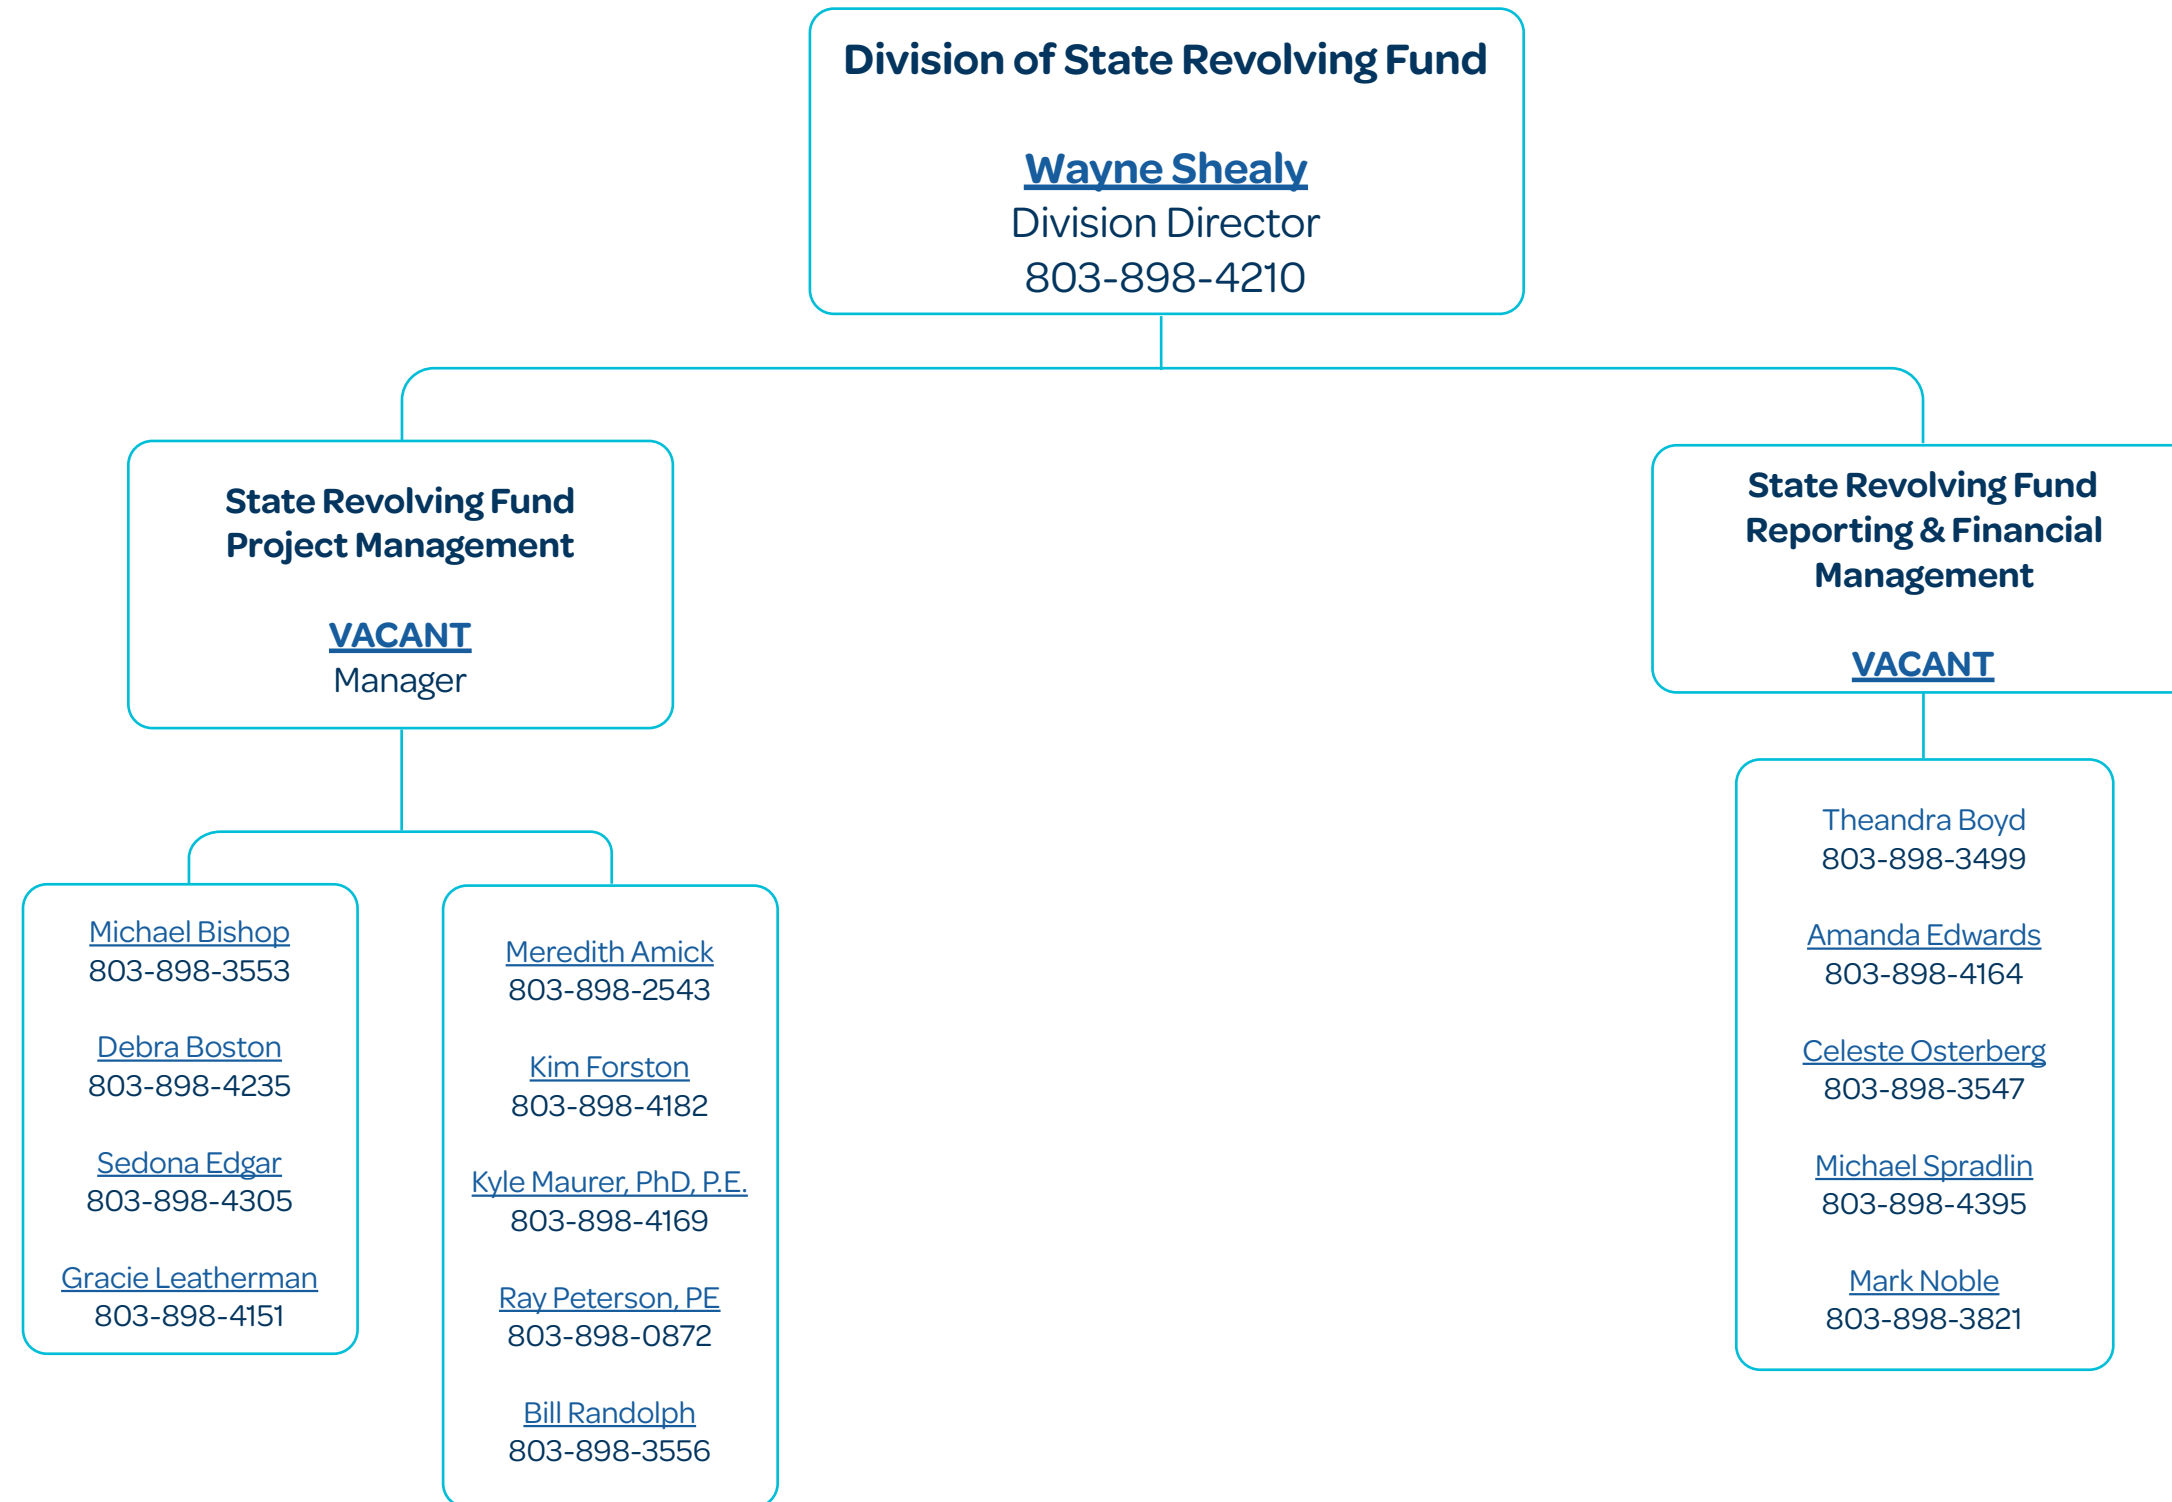 Division of State Revolving Fund
Wayne Shealy
Division Director
803-898-4210
State Revolving Fund
Project Management
VACANT
Manager
State Revolving Fund
Reporting & Financial
Management
VACANT
Michael Bishop
803-898-3553
Debra Boston
803-898-4235
Sedona Edgar
803-898-4305
Gracie Leatherman
803-898-4151
Meredith Amick
803-898-2543
Kim Forston
803-898-4182
Kyle Maurer, PhD, P.E.
803-898-4169
Ray Peterson, PE
803-898-0872
Bill Randolph
803-898-3556
Theandra Boyd
803-898-3499
Amanda Edwards
803-898-4164
Celeste Osterberg
803-898-3547
Michael Spradlin
803-898-4395
Mark Noble
803-898-3821